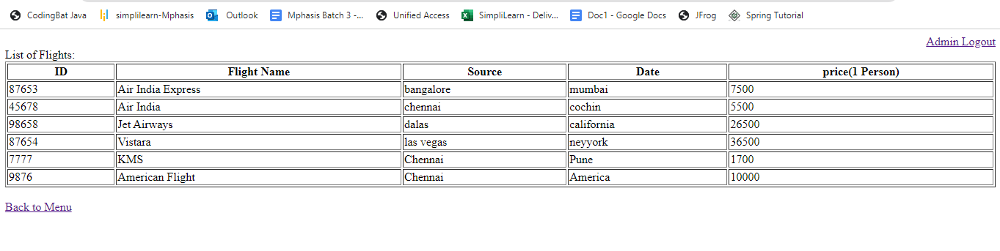 CodingBat Java simplilearn-Mphasis Outlook Mphasis Batch 3 -... Unified Access SimpliLearn - Deliv... Doc1 - Google Docs JFrog Spring Tutorial
Admin Logout
List of Flights:
ID Flight Name Source Date price(1 Person)
87653 Air India Express bangalore mumbai 7500
45678 Air India chennai cochin 5500
98658 Jet Airways dalas california 26500
87654 Vistara las vegas neyyork 36500
7777 KMS Chennai Pune 1700
9876 American Flight Chennai America 10000
Back to Menu